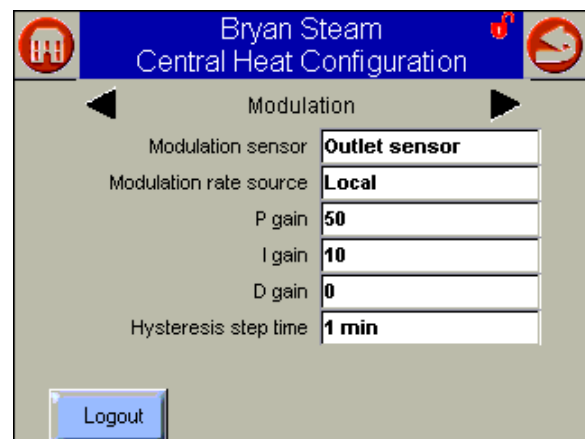 Bryan Steam
Central Heat Configuration
Modulation
Modulation sensor Outlet sensor
Modulation rate source Local
P gain 50
I gain 10
D gain 0
Hysteresis step time 1 min
Logout